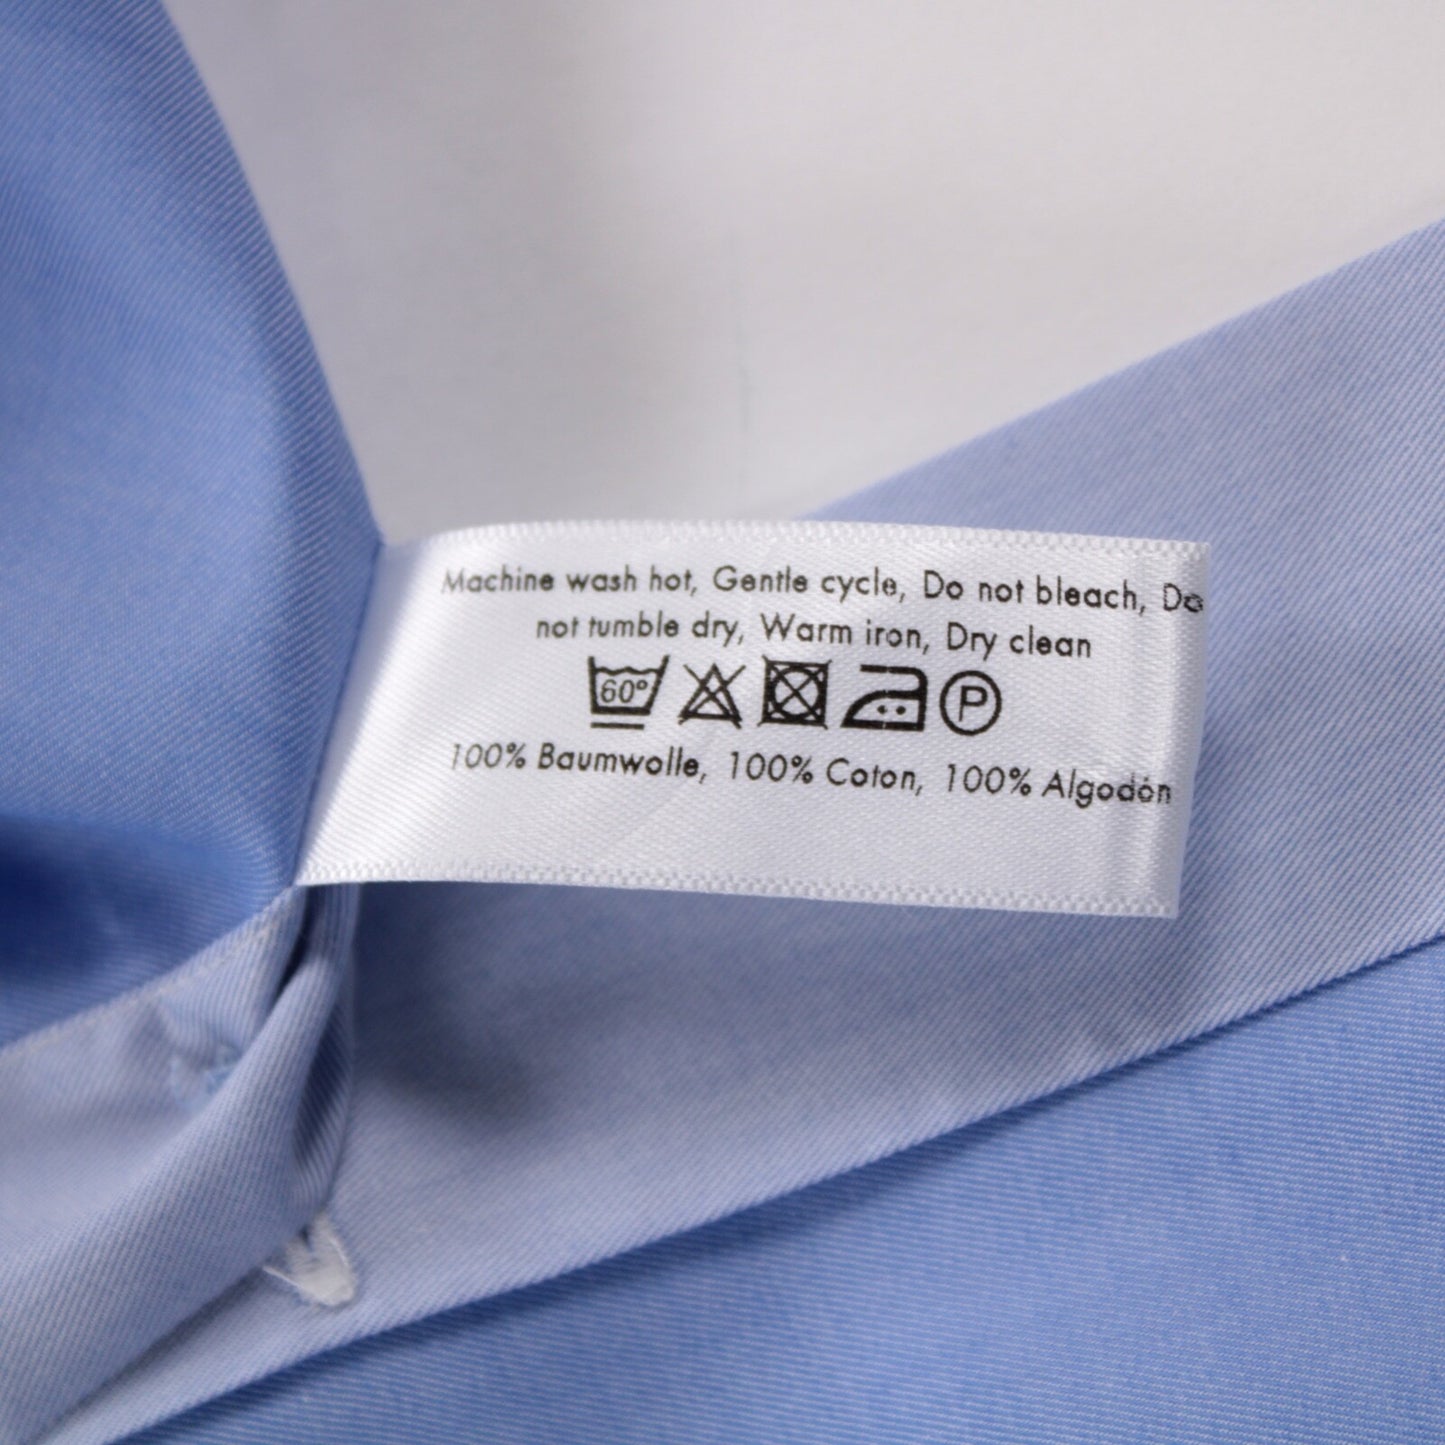 Machine wash hot, Gentle cycle, Do not bleach, Do
not tumble dry, Warm iron, Dry clean
60° P
100% Baumwolle, 100% Coton, 100% Algodón